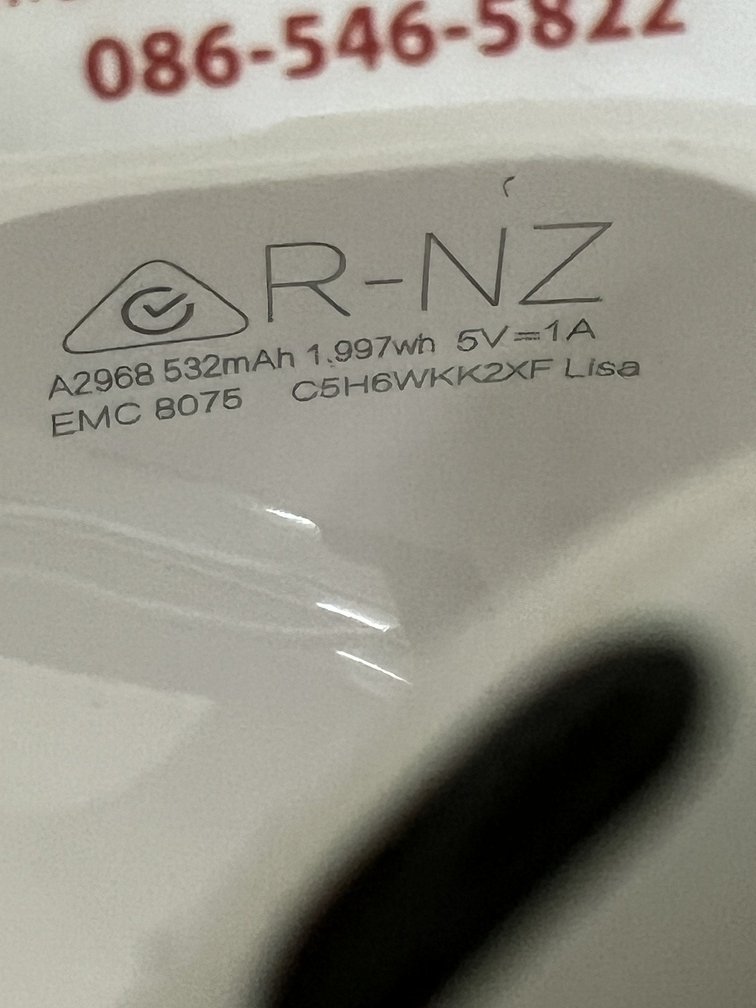 086-546-5822
R-NZ
A2968 532mAh 1.997wh 5V⎓1A
EMC 8075 C5H6WKK2XF Lisa